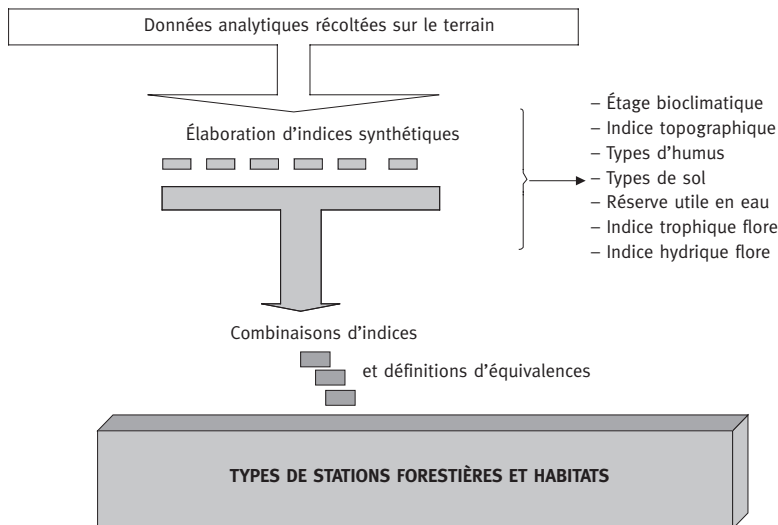 Données analytiques récoltées sur le terrain
Élaboration d’indices synthétiques
– Étage bioclimatique
– Indice topographique
– Types d’humus
– Types de sol
– Réserve utile en eau
– Indice trophique flore
– Indice hydrique flore
Combinaisons d’indices
et définitions d’équivalences
TYPES DE STATIONS FORESTIÈRES ET HABITATS